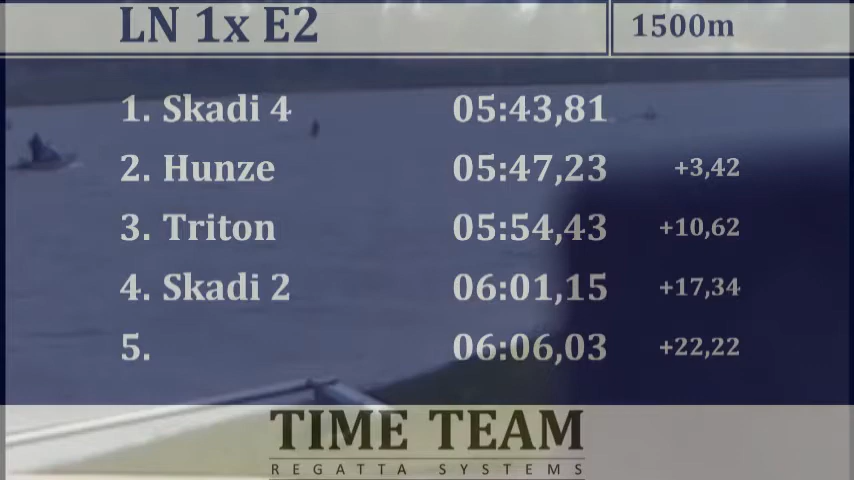 LN 1x E2 1500m
1. Skadi 4 05:43,81
2. Hunze 05:47,23 +3,42
3. Triton 05:54,43 +10,62
4. Skadi 2 06:01,15 +17,34
5. 06:06,03 +22,22
TIME TEAM
REGATTA SYSTEMS